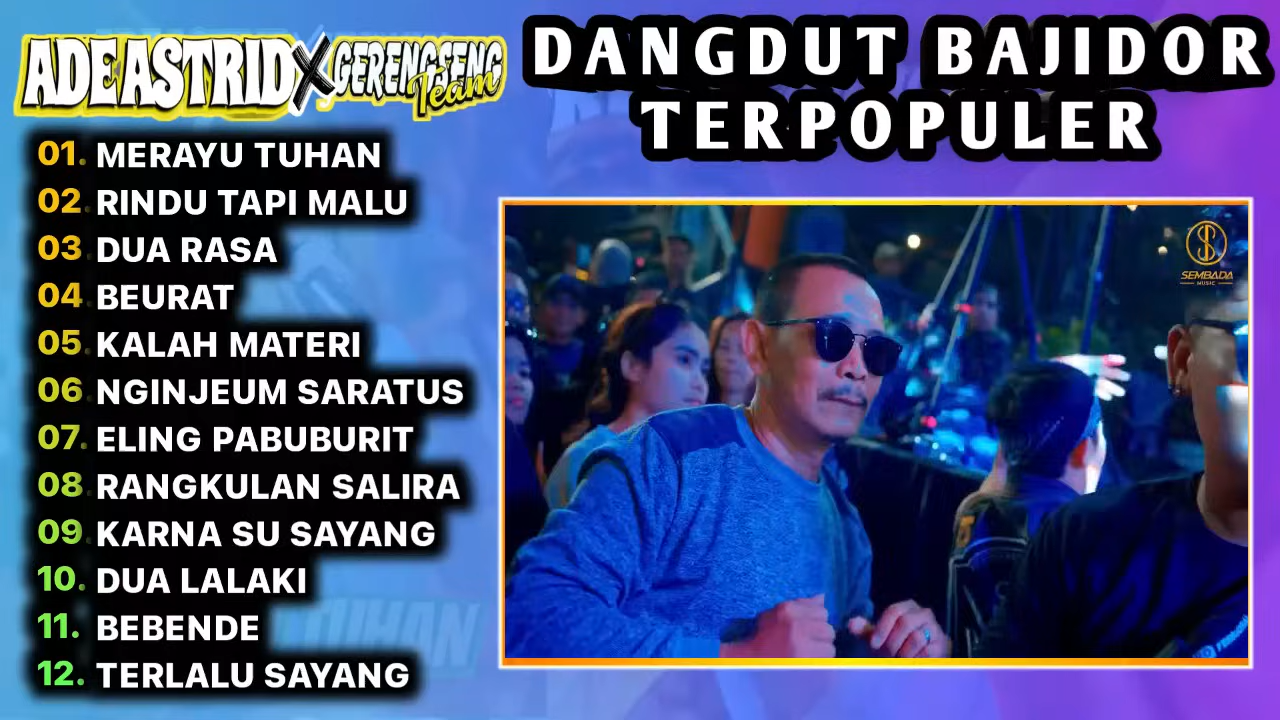 ADE ASTRID X GERENGSENG Team
DANGDUT BAJIDOR
TERPOPULER
01. MERAYU TUHAN
02. RINDU TAPI MALU
03. DUA RASA
04. BEURAT
05. KALAH MATERI
06. NGINJEUM SARATUS
07. ELING PABUBURIT
08. RANGKULAN SALIRA
09. KARNA SU SAYANG
10. DUA LALAKI
11. BEBENDE
12. TERLALU SAYANG
SEMBADA
MUSIC
TUHAN